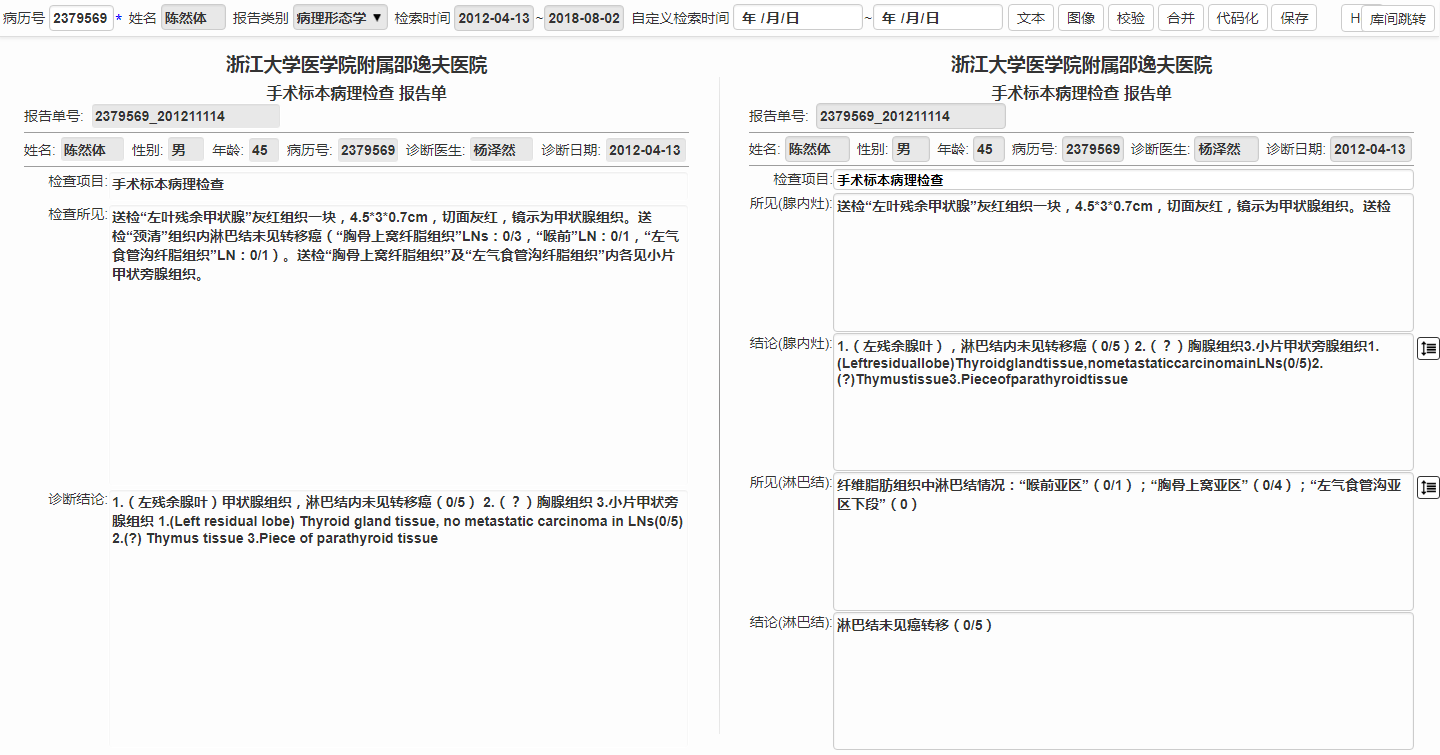 病历号 2379569 * 姓名 陈然体 报告类别 病理形态学 ▼ 检索时间 2012-04-13 ~ 2018-08-02 自定义检索时间 年 /月/日 ~ 年 /月/日 文本 图像 校验 合并 代码化 保存 H 库间跳转
浙江大学医学院附属邵逸夫医院
手术标本病理检查 报告单
报告单号: 2379569_201211114
姓名: 陈然体 性别: 男 年龄: 45 病历号: 2379569 诊断医生: 杨泽然 诊断日期: 2012-04-13
检查项目: 手术标本病理检查
检查所见: 送检“左叶残余甲状腺”灰红组织一块，4.5*3*0.7cm，切面灰红，镜示为甲状腺组织。送
检“颈清”组织内淋巴结未见转移癌（“胸骨上窝纤脂组织”LNs：0/3，“喉前”LN：0/1，“左气
食管沟纤脂组织”LN：0/1）。送检“胸骨上窝纤脂组织”及“左气食管沟纤脂组织”内各见小片
甲状旁腺组织。
诊断结论: 1.（左残余腺叶）甲状腺组织，淋巴结内未见转移癌（0/5） 2.（？）胸腺组织 3.小片甲状旁
腺组织 1.(Left residual lobe) Thyroid gland tissue, no metastatic carcinoma in LNs(0/5)
2.(?) Thymus tissue 3.Piece of parathyroid tissue
浙江大学医学院附属邵逸夫医院
手术标本病理检查 报告单
报告单号: 2379569_201211114
姓名: 陈然体 性别: 男 年龄: 45 病历号: 2379569 诊断医生: 杨泽然 诊断日期: 2012-04-13
检查项目: 手术标本病理检查
所见(腺内灶): 送检“左叶残余甲状腺”灰红组织一块，4.5*3*0.7cm，切面灰红，镜示为甲状腺组织。送检
结论(腺内灶): 1.（左残余腺叶），淋巴结内未见转移癌（0/5）2.（？）胸腺组织3.小片甲状旁腺组织1.
(Leftresiduallobe)Thyroidglandtissue,nometastaticcarcinomainLNs(0/5)2.
(?)Thymustissue3.Pieceofparathyroidtissue
所见(淋巴结): 纤维脂肪组织中淋巴结情况：“喉前亚区”（0/1）；“胸骨上窝亚区”（0/4）；“左气食管沟亚
区下段”（0）
结论(淋巴结): 淋巴结未见癌转移（0/5）